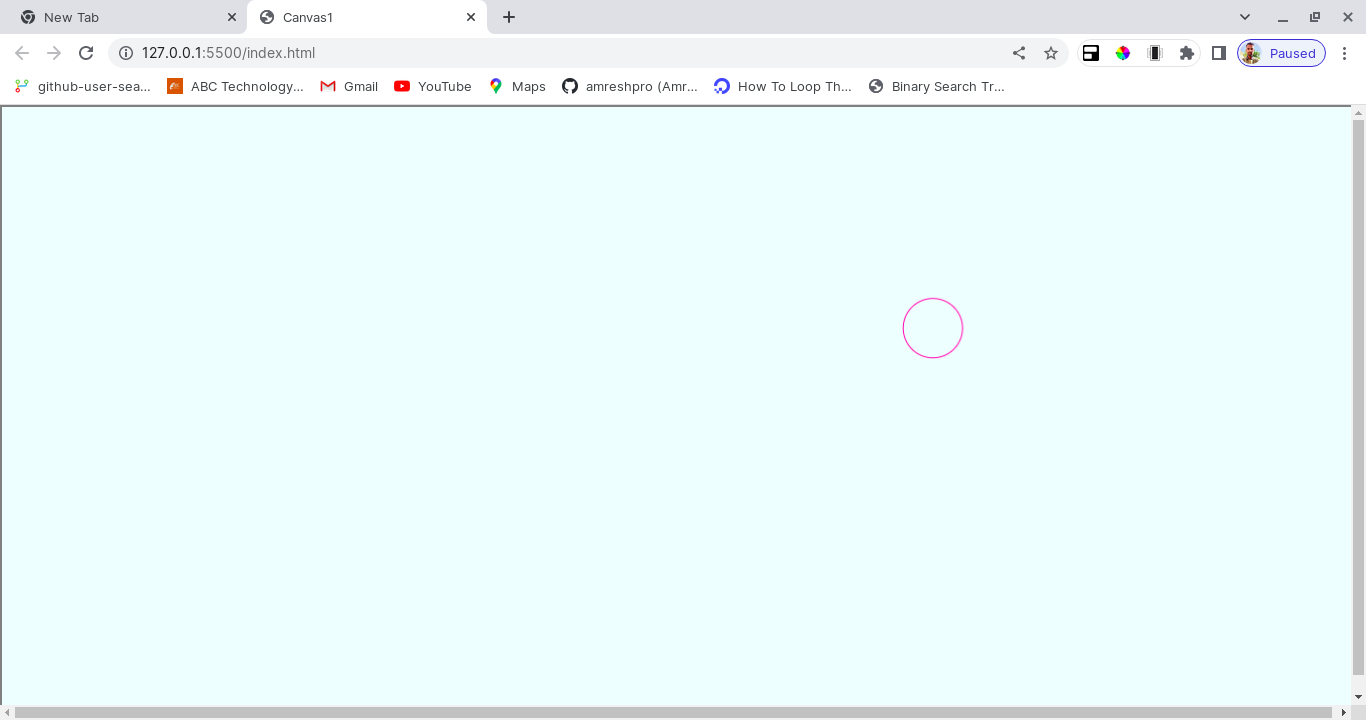 New Tab
Canvas1
127.0.0.1:5500/index.html
Paused
github-user-sea...
ABC Technology...
Gmail
YouTube
Maps
amreshpro (Amr...
How To Loop Th...
Binary Search Tr...